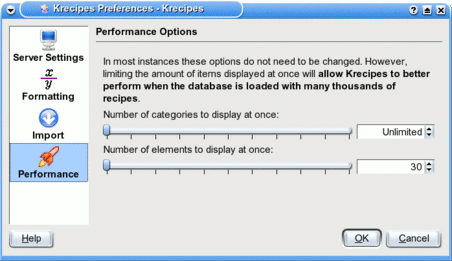 Krecipes Preferences - Krecipes
Server Settings
x
y
Formatting
Import
Performance
Performance Options
In most instances these options do not need to be changed. However,
limiting the amount of items displayed at once will allow Krecipes to better
perform when the database is loaded with many thousands of
recipes.
Number of categories to display at once:
Unlimited
Number of elements to display at once:
30
Help
OK
Cancel